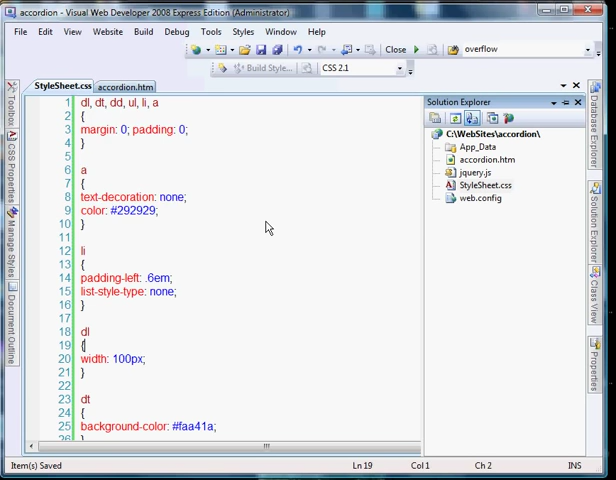 accordion - Visual Web Developer 2008 Express Edition (Administrator)
File Edit View Website Build Debug Tools Styles Window Help
Close overflow
Build Style... CSS 2.1
StyleSheet.css accordion.htm
Toolbox
CSS Properties
Manage Styles
Document Outline
1 dl, dt, dd, ul, li, a
2 {
3 margin: 0; padding: 0;
4 }
5
6 a
7 {
8 text-decoration: none;
9 color: #292929;
10 }
11
12 li
13 {
14 padding-left: .6em;
15 list-style-type: none;
16 }
17
18 dl
19 {
20 width: 100px;
21 }
22
23 dt
24 {
25 background-color: #faa41a;
26 }
Solution Explorer
C:\WebSites\accordion\
App_Data
accordion.htm
jquery.js
StyleSheet.css
web.config
Database Explorer
Solution Explorer
Item(s) Saved Ln 19 Col 1 Ch 2 INS